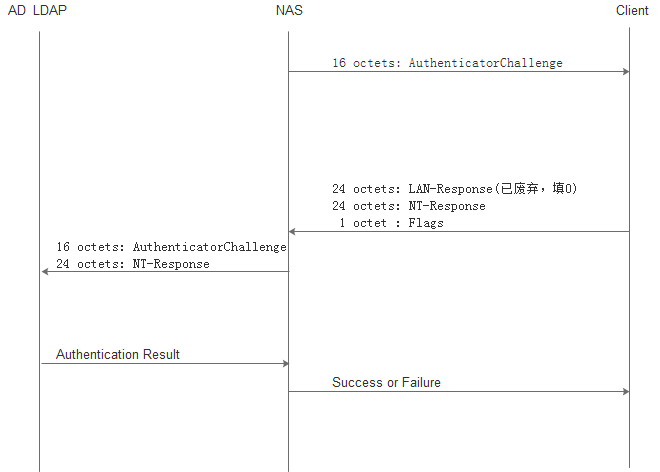 AD LDAP NAS Client
16 octets: AuthenticatorChallenge
24 octets: LAN-Response(已废弃，填0)
24 octets: NT-Response
1 octet : Flags
16 octets: AuthenticatorChallenge
24 octets: NT-Response
Authentication Result
Success or Failure